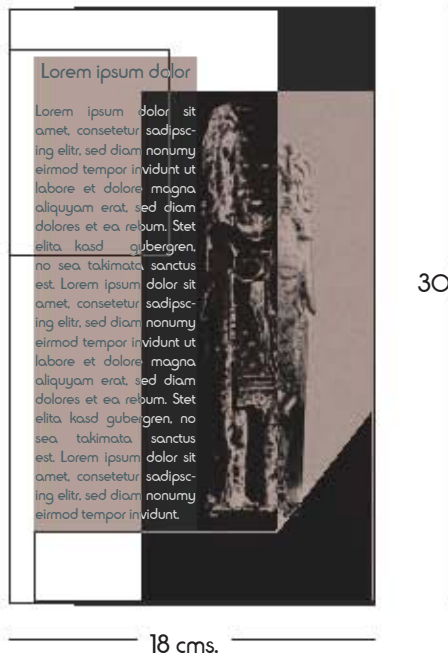 Lorem ipsum dolor
Lorem ipsum dolor sit
amet, consetetur sadipsc-
ing elitr, sed diam nonumy
eirmod tempor invidunt ut
labore et dolore magna
aliquyam erat, sed diam
dolores et ea rebum. Stet
elita kasd gubergren,
no sea takimata sanctus
est. Lorem ipsum dolor sit
amet, consetetur sadipsc-
ing elitr, sed diam nonumy
eirmod tempor invidunt ut
labore et dolore magna
aliquyam erat, sed diam
dolores et ea rebum. Stet
elita kasd gubergren, no
sea takimata sanctus
est. Lorem ipsum dolor sit
amet, consetetur sadipsc-
ing elitr, sed diam nonumy
eirmod tempor invidunt.
30
18 cms.